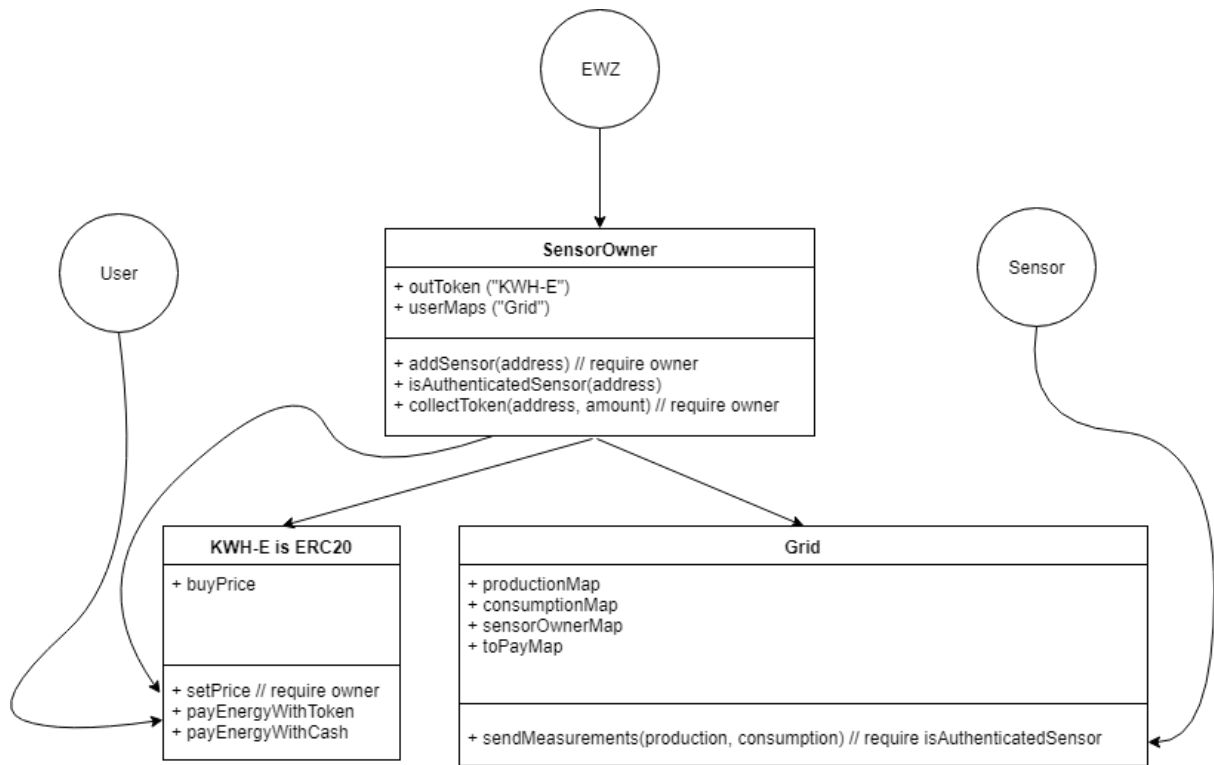 EWZ
User
Sensor
SensorOwner
+ outToken ("KWH-E")
+ userMaps ("Grid")
+ addSensor(address) // require owner
+ isAuthenticatedSensor(address)
+ collectToken(address, amount) // require owner
KWH-E is ERC20
+ buyPrice
+ setPrice // require owner
+ payEnergyWithToken
+ payEnergyWithCash
Grid
+ productionMap
+ consumptionMap
+ sensorOwnerMap
+ toPayMap
+ sendMeasurements(production, consumption) // require isAuthenticatedSensor